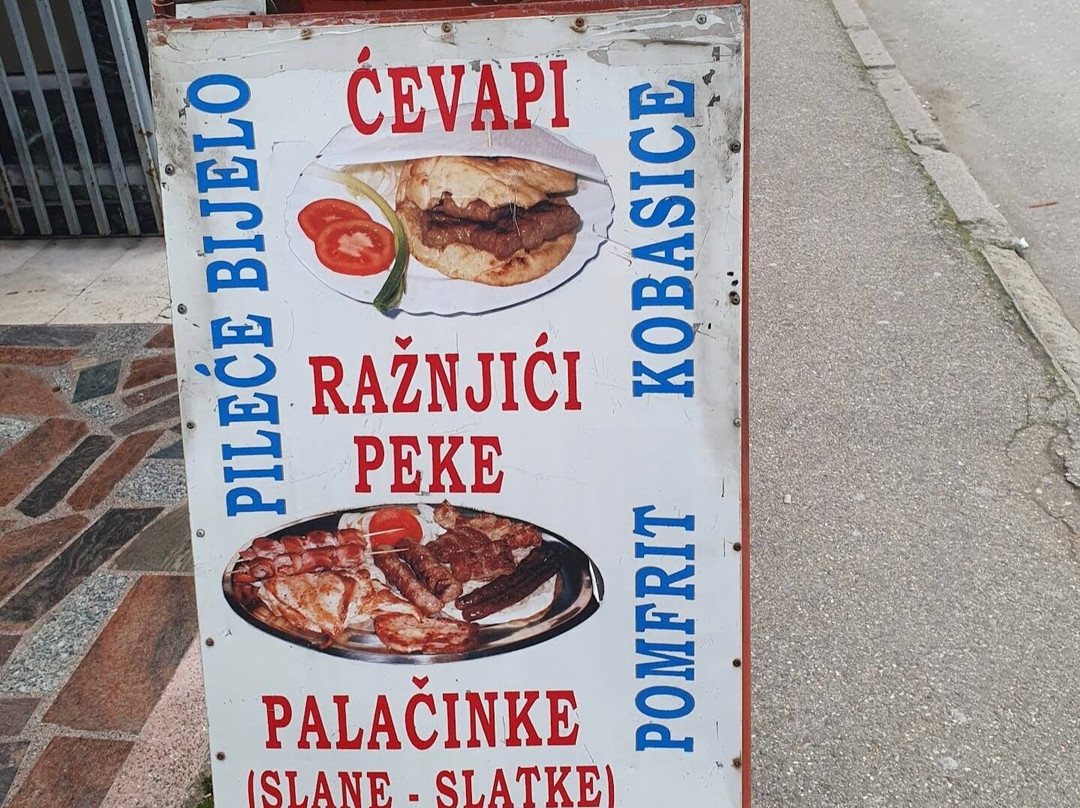 ĆEVAPI
PILEĆE BIJELO
KOBASICE
RAŽNJIĆI
PEKE
POMFRIT
PALAČINKE
(SLANE - SLATKE)